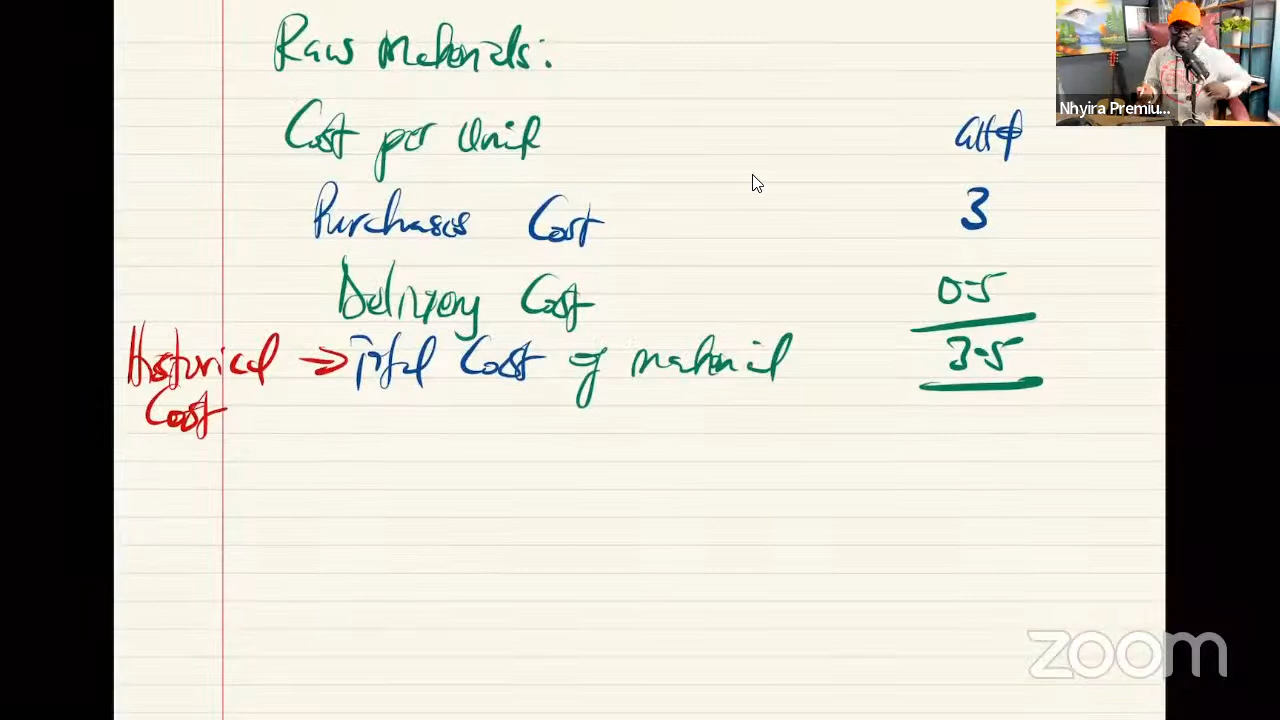 Raw Materials:
Cost per Unit
GH¢
Purchases Cost 3
Delivery Cost 0.5
Historical Cost → Total Cost of material 3.5
Nhyira Premiu...
zoom